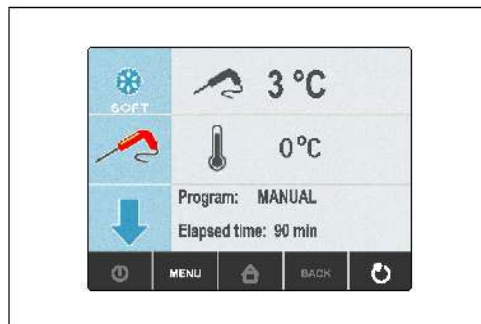 3 °C
SOFT
0°C
Program: MANUAL
Elapsed time: 90 min
MENU BACK